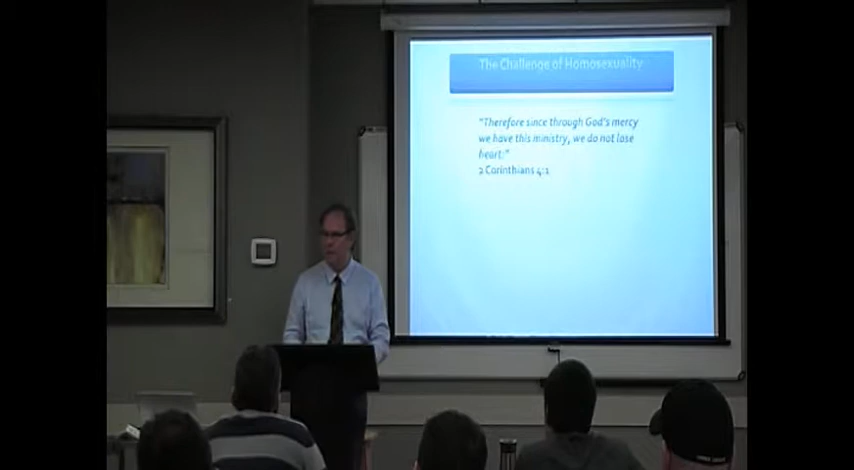 The Challenge of Homosexuality
"Therefore since through God's mercy
we have this ministry, we do not lose
heart:"
2 Corinthians 4:1